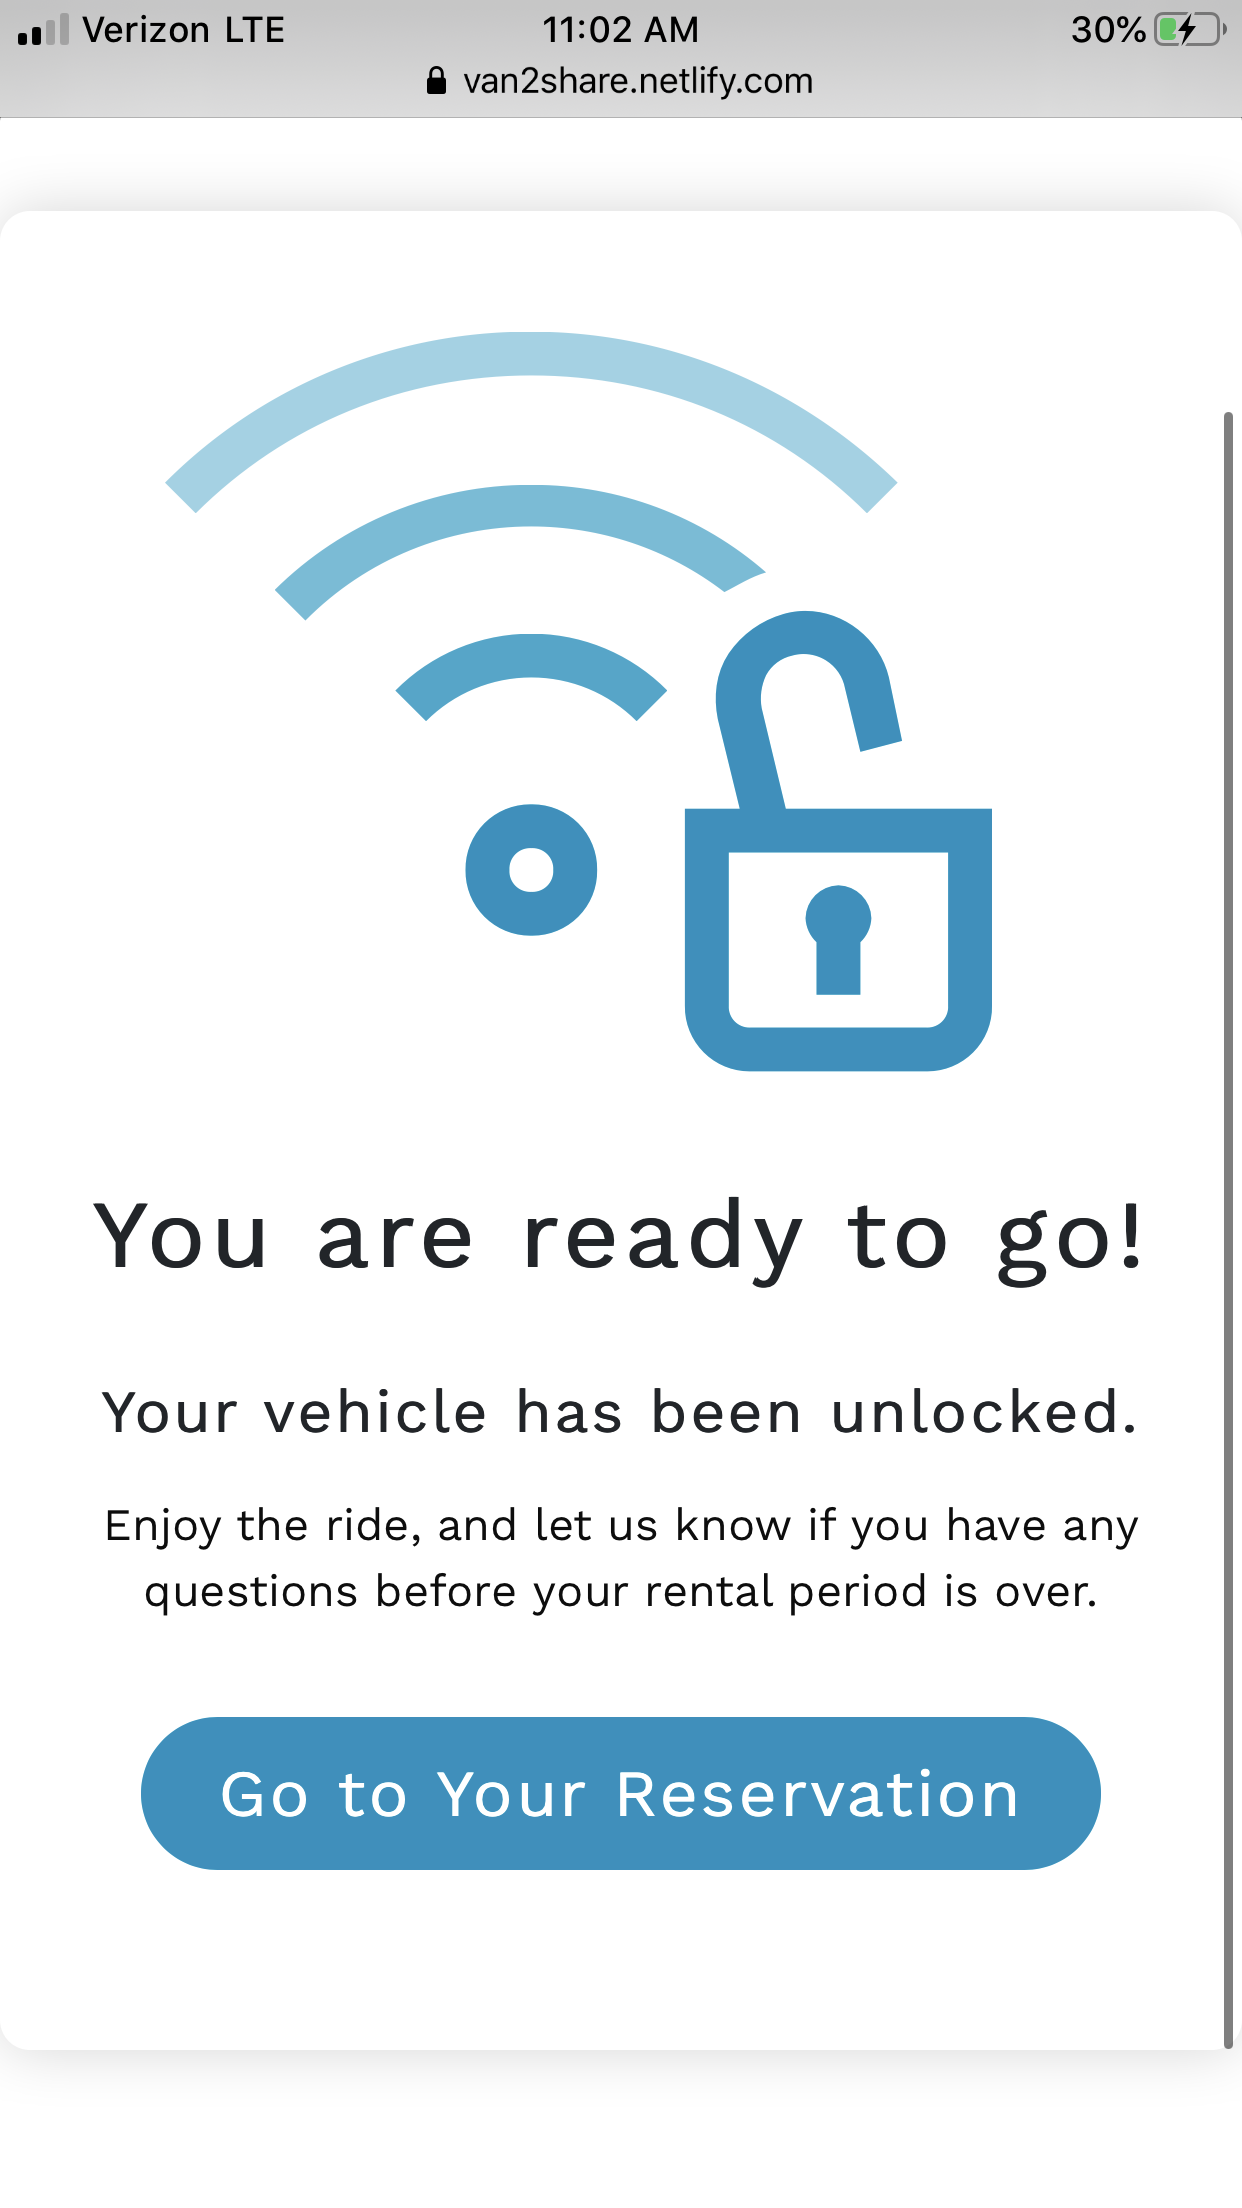 Verizon LTE 11:02 AM 30%
van2share.netlify.com
You are ready to go!
Your vehicle has been unlocked.
Enjoy the ride, and let us know if you have any
questions before your rental period is over.
Go to Your Reservation